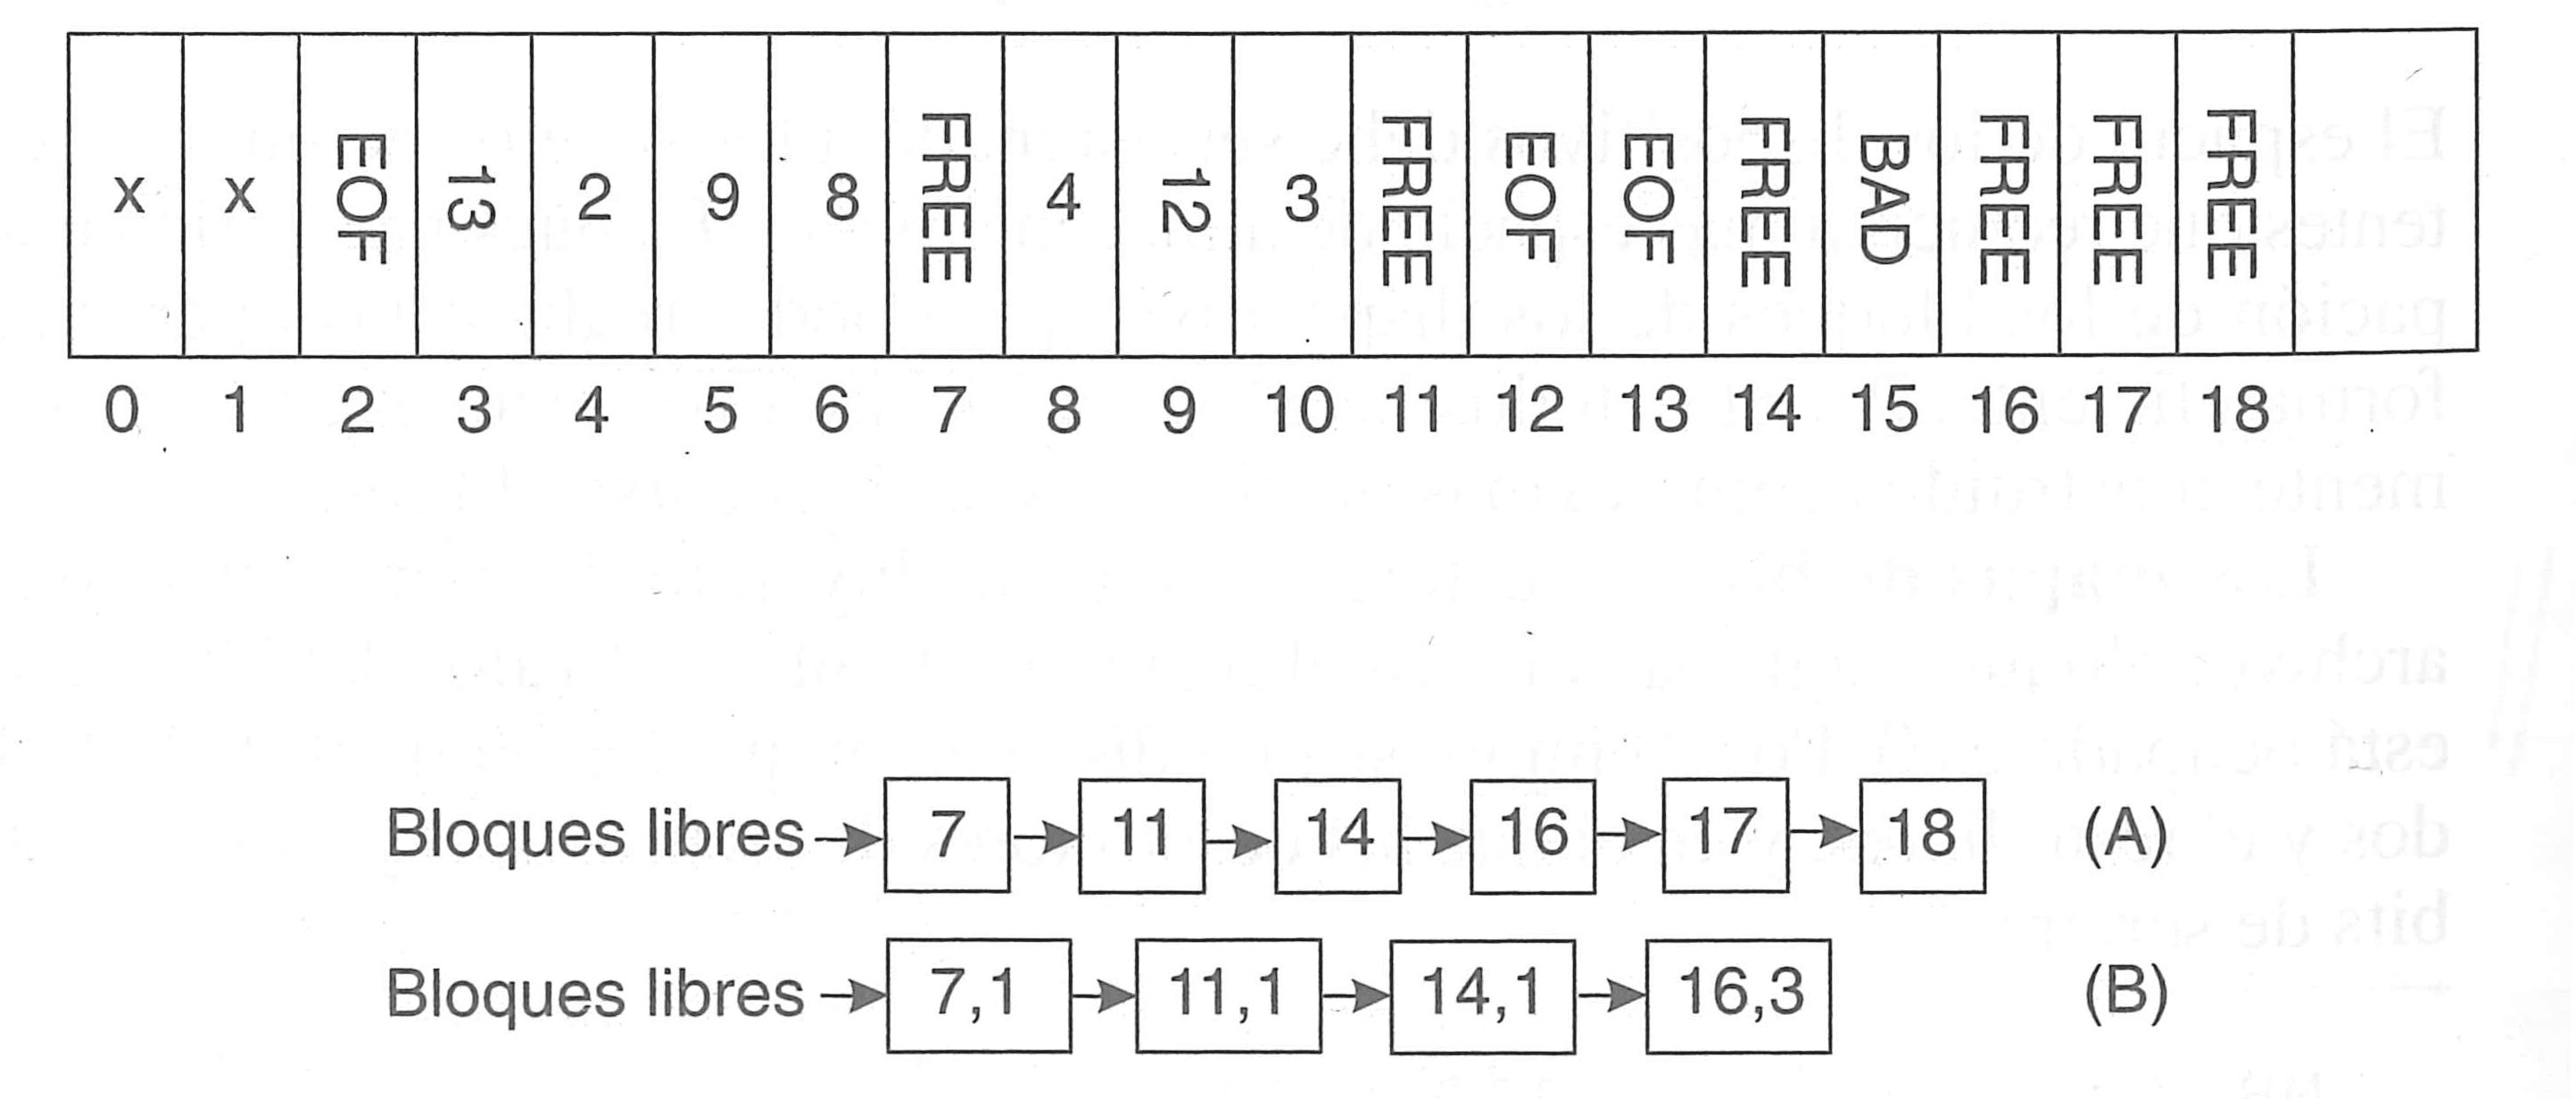 x x EOF 13 2 9 8 FREE 4 12 3 FREE EOF EOF FREE BAD FREE FREE FREE
0 1 2 3 4 5 6 7 8 9 10 11 12 13 14 15 16 17 18
Bloques libres 7 11 14 16 17 18 (A)
Bloques libres 7,1 11,1 14,1 16,3 (B)